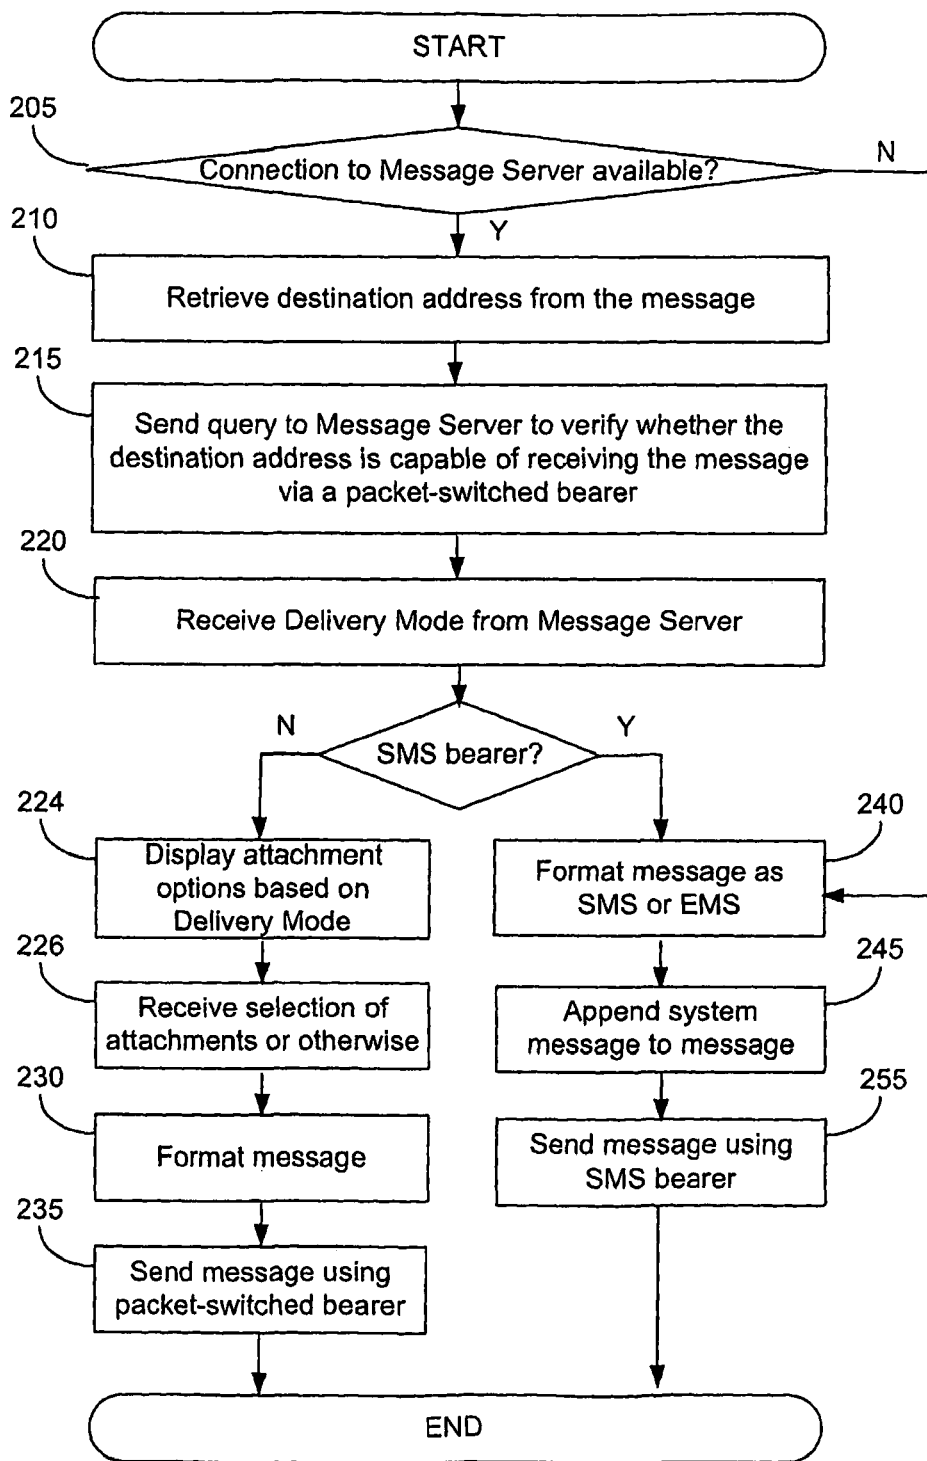 START
205
Connection to Message Server available?
N
Y
210
Retrieve destination address from the message
215
Send query to Message Server to verify whether the
destination address is capable of receiving the message
via a packet-switched bearer
220
Receive Delivery Mode from Message Server
N
SMS bearer?
Y
224
Display attachment
options based on
Delivery Mode
226
Receive selection of
attachments or otherwise
230
Format message
235
Send message using
packet-switched bearer
240
Format message as
SMS or EMS
245
Append system
message to message
255
Send message using
SMS bearer
END